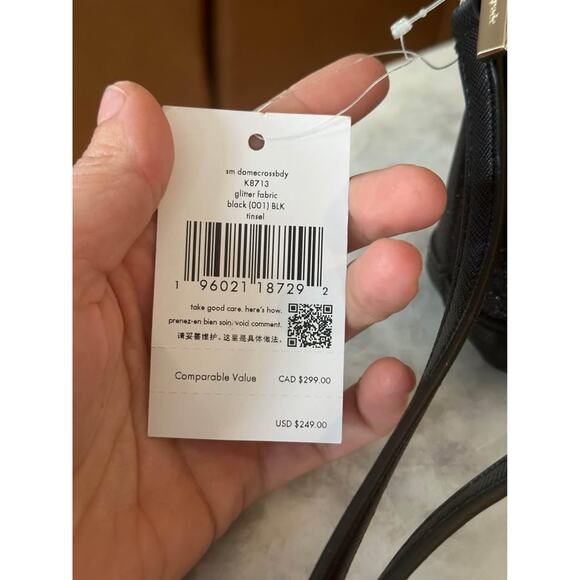 sm domecrossbdy
K8713
glitter fabric
black (001) BLK
tinsel
1 96021 18729 2
take good care. here's how.
prenez-en bien soin, void comment.
请妥善维护。这里是具体做法。
Comparable Value CAD $299.00
USD $249.00